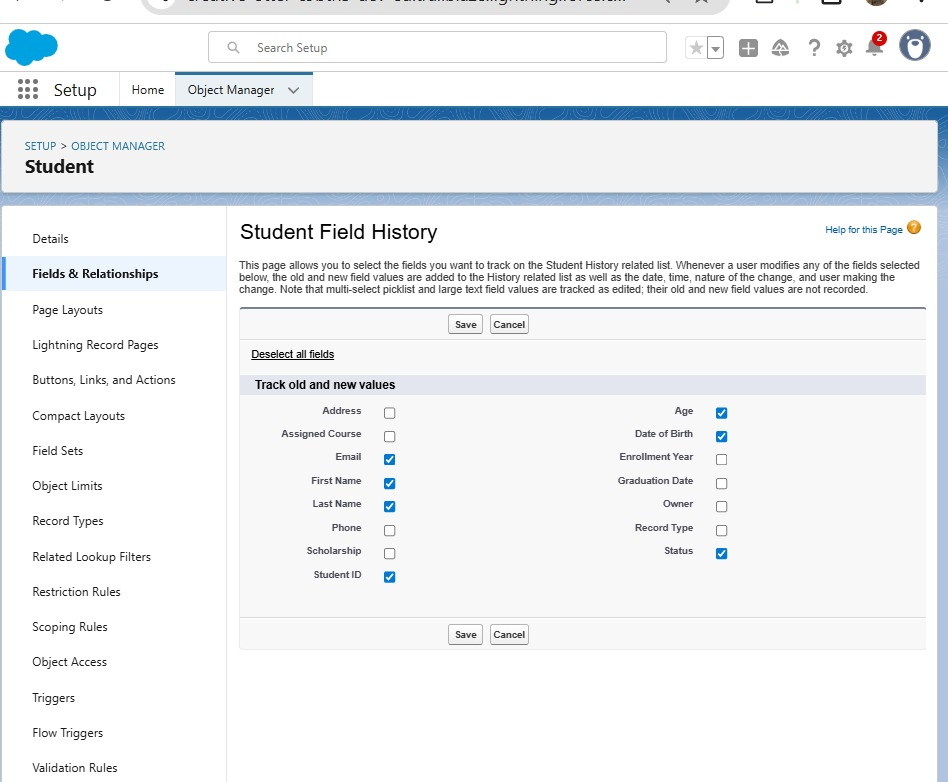 Search Setup
2
Setup
Home
Object Manager
SETUP > OBJECT MANAGER
Student
Details
Fields & Relationships
Page Layouts
Lightning Record Pages
Buttons, Links, and Actions
Compact Layouts
Field Sets
Object Limits
Record Types
Related Lookup Filters
Restriction Rules
Scoping Rules
Object Access
Triggers
Flow Triggers
Validation Rules
Student Field History
Help for this Page ?
This page allows you to select the fields you want to track on the Student History related list. Whenever a user modifies any of the fields selected
below, the old and new field values are added to the History related list as well as the date, time, nature of the change, and user making the
change. Note that multi-select picklist and large text field values are tracked as edited; their old and new field values are not recorded.
Save Cancel
Deselect all fields
Track old and new values
Address Age
Assigned Course Date of Birth
Email Enrollment Year
First Name Graduation Date
Last Name Owner
Phone Record Type
Scholarship Status
Student ID
Save Cancel